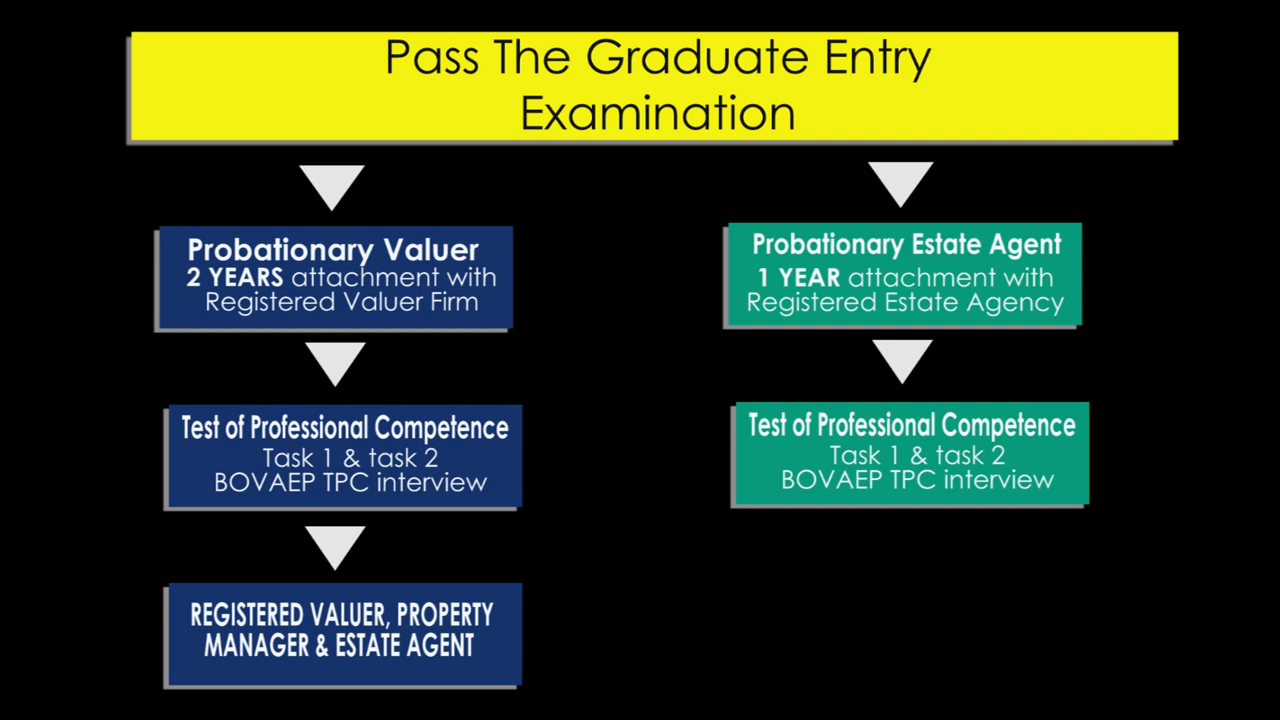 Pass The Graduate Entry
Examination
Probationary Valuer
2 YEARS attachment with
Registered Valuer Firm
Probationary Estate Agent
1 YEAR attachment with
Registered Estate Agency
Test of Professional Competence
Task 1 & task 2
BOVAEP TPC interview
Test of Professional Competence
Task 1 & task 2
BOVAEP TPC interview
REGISTERED VALUER, PROPERTY
MANAGER & ESTATE AGENT